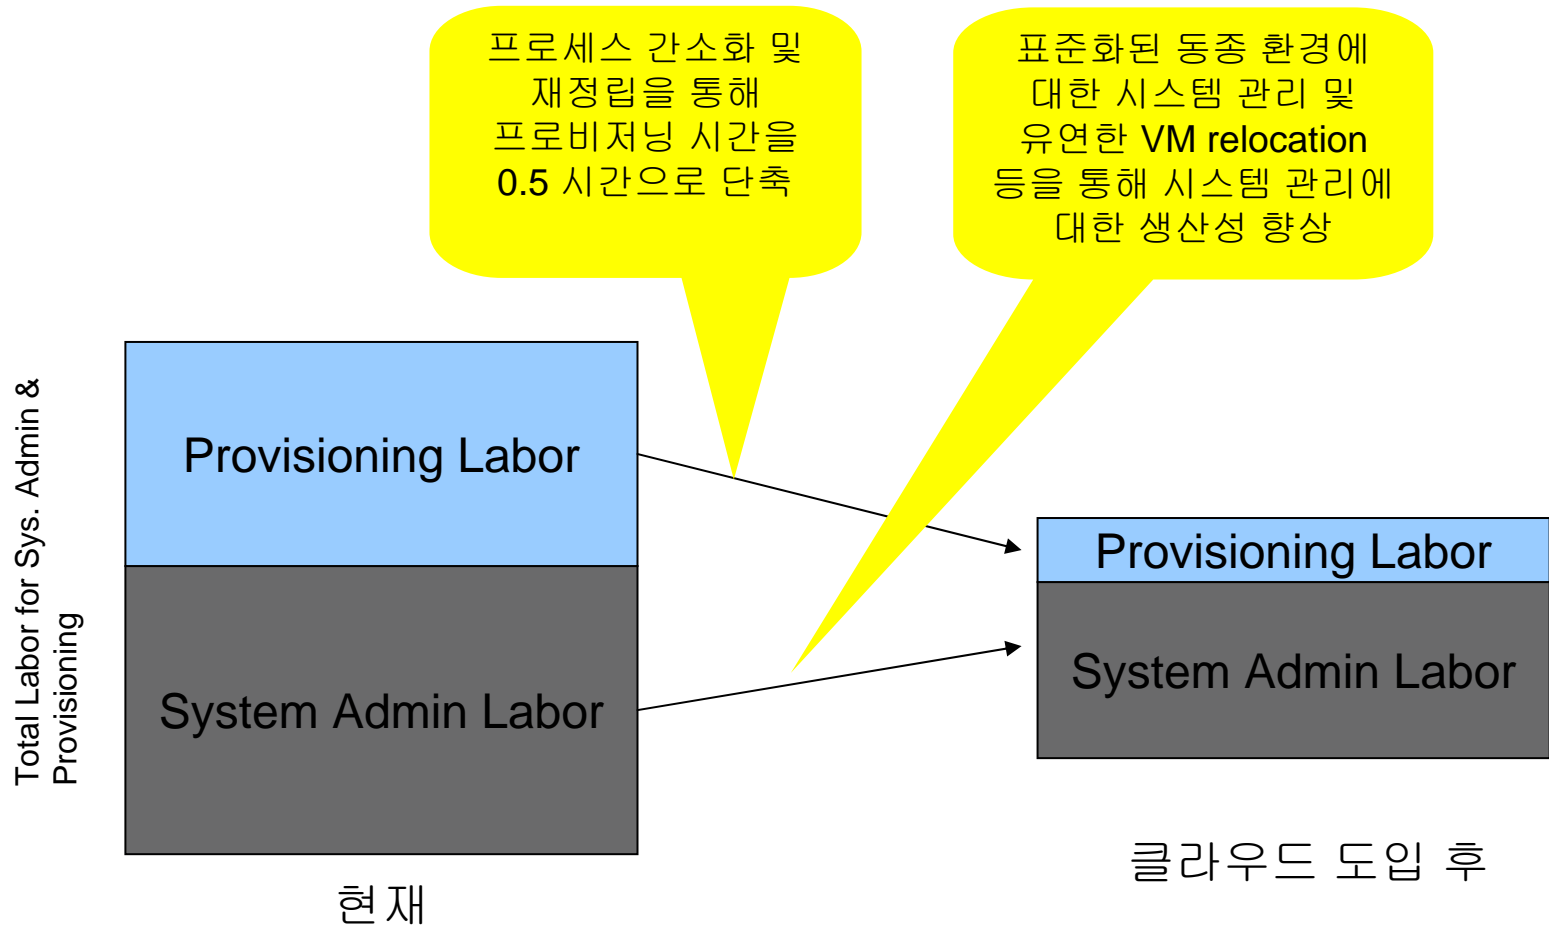 프로세스 간소화 및
재정립을 통해
프로비저닝 시간을
0.5 시간으로 단축
표준화된 동종 환경에
대한 시스템 관리 및
유연한 VM relocation
등을 통해 시스템 관리에
대한 생산성 향상
Total Labor for Sys. Admin &
Provisioning
Provisioning Labor
System Admin Labor
Provisioning Labor
System Admin Labor
현재
클라우드 도입 후